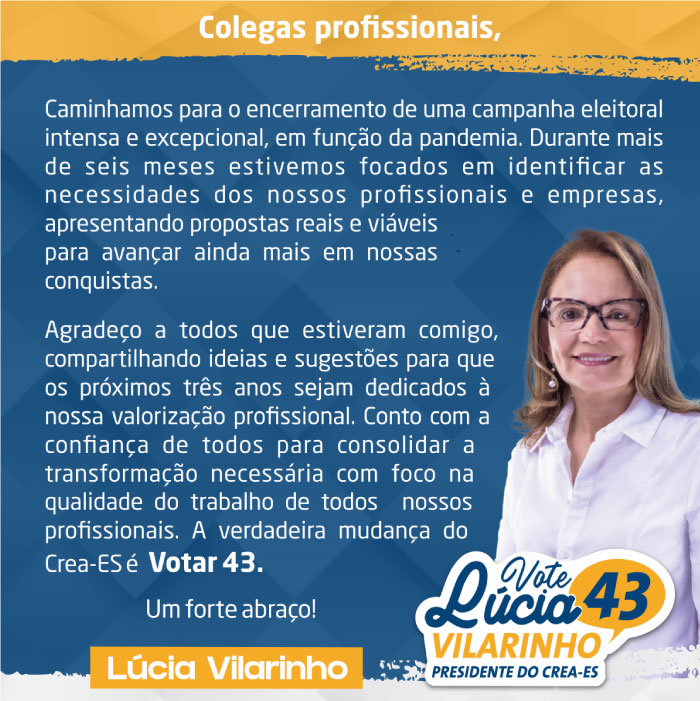 Colegas profissionais,
Caminhamos para o encerramento de uma campanha eleitoral
intensa e excepcional, em função da pandemia. Durante mais
de seis meses estivemos focados em identificar as
necessidades dos nossos profissionais e empresas,
apresentando propostas reais e viáveis
para avançar ainda mais em nossas
conquistas.
Agradeço a todos que estiveram comigo,
compartilhando ideias e sugestões para que
os próximos três anos sejam dedicados à
nossa valorização profissional. Conto com a
confiança de todos para consolidar a
transformação necessária com foco na
qualidade do trabalho de todos nossos
profissionais. A verdadeira mudança do
Crea-ES é Votar 43.
Um forte abraço!
Lúcia Vilarinho
Vote
Lúcia 43
VILARINHO
PRESIDENTE DO CREA-ES